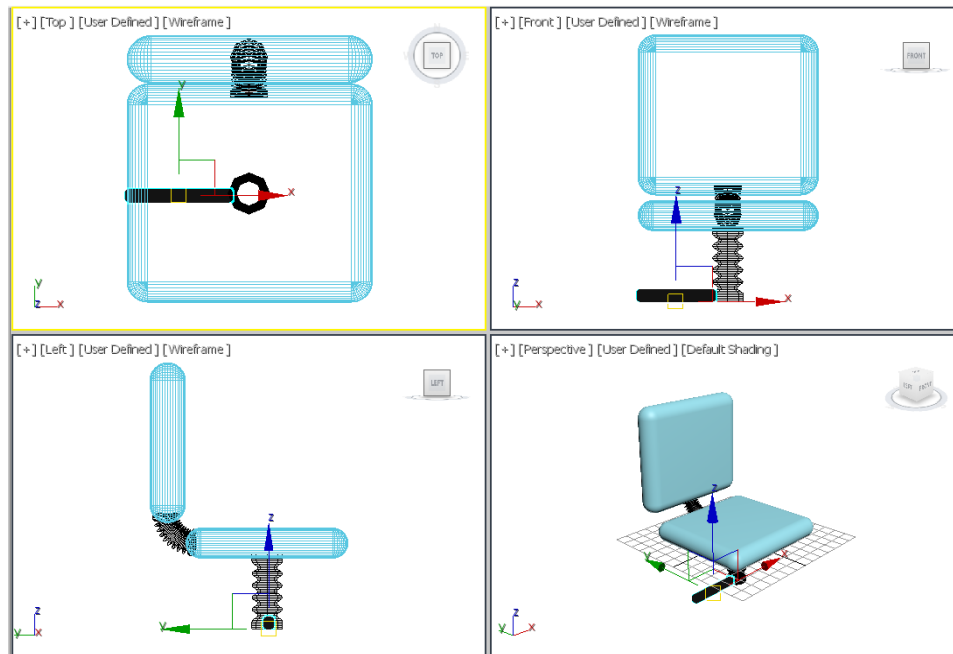 [+] [Top] [User Defined] [Wireframe]
TOP
y
x
y
z x
[+] [Front] [User Defined] [Wireframe]
FRONT
z
x
z
y x
[+] [Left] [User Defined] [Wireframe]
LEFT
z
y
z
y x
[+] [Perspective] [User Defined] [Default Shading]
FRONT
z
y
x
z
y x